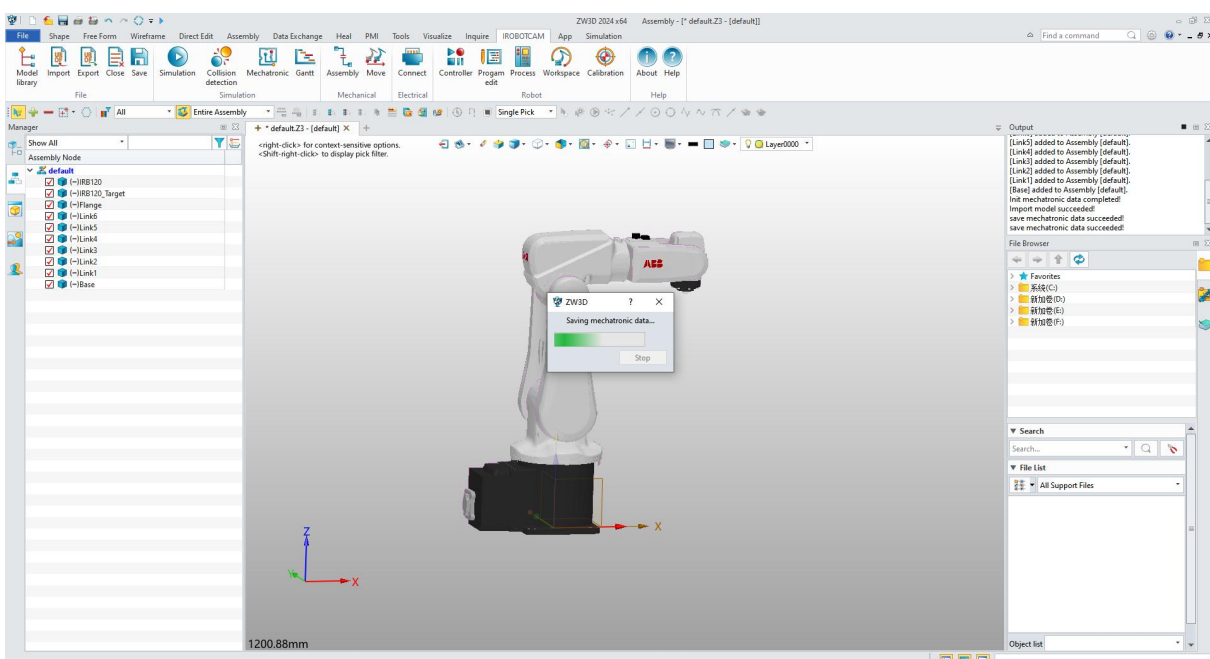 ZW3D 2024 x64 Assembly - [* default.Z3 - [default]]
File Shape Free Form Wireframe Direct Edit Assembly Data Exchange Heal PMI Tools Visualize Inquire IROBOTCAM App Simulation
Find a command
Model library Import Export Close Save Simulation Collision detection Mechatronic Gantt Assembly Move Connect Controller Progam edit Process Workspace Calibration About Help
File Simulation Mechanical Electrical Robot Help
All Entire Assembly Single Pick
Manager
* default.Z3 - [default]
Output
Show All
<right-click> for context-sensitive options.
<Shift-right-click> to display pick filter.
Layer0000
Assembly Node
default
(-)IRB120
(-)IRB120_Target
(-)Flange
(-)Link6
(-)Link5
(-)Link4
(-)Link3
(-)Link2
(-)Link1
(-)Base
[Link5] added to Assembly [default].
[Link4] added to Assembly [default].
[Link3] added to Assembly [default].
[Link2] added to Assembly [default].
[Link1] added to Assembly [default].
[Base] added to Assembly [default].
Init mechatronic data completed!
Import model succeeded!
save mechatronic data succeeded!
save mechatronic data succeeded!
File Browser
Favorites
系统(C:)
新加卷(D:)
新加卷(E:)
新加卷(F:)
ABB
ZW3D ?
Saving mechatronic data...
Stop
Search
Search...
File List
All Support Files
X
Z
Y
X
1200.88mm
Object list